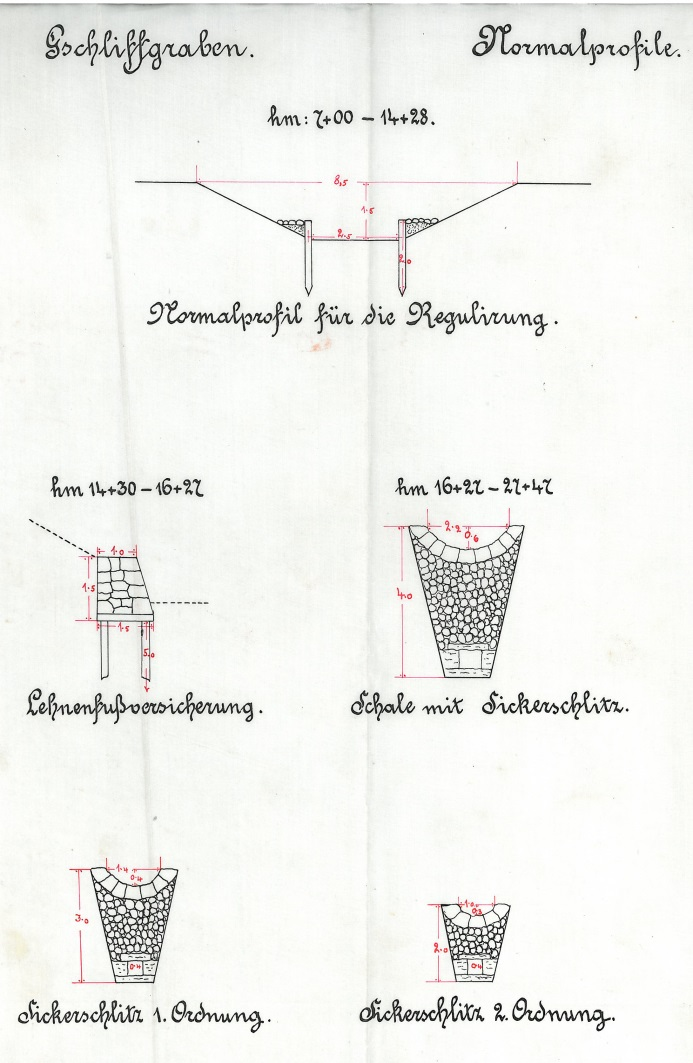 Gschliffgraben. Normalprofile.
hm: 7+00 – 14+28.
8,5
1.5
2.5
2.0
Normalprofil für die Regulirung.
hm 14+30 – 16+27
hm 16+27 – 27+47
1.0
1.5
1.5
5.0
2.2
0.6
4.0
Lehnenfußversicherung.
Schale mit Sickerschlitz.
1.4
0.4
3.0
0.4
1.0
0.3
2.0
0.4
Sickerschlitz 1. Ordnung.
Sickerschlitz 2. Ordnung.